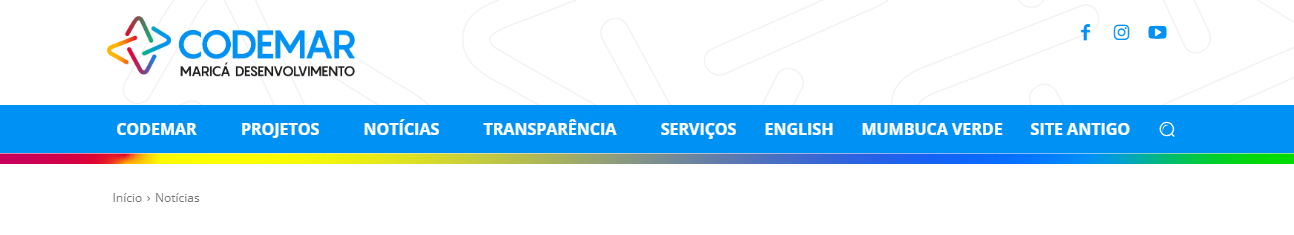 CODEMAR
MARICÁ DESENVOLVIMENTO
CODEMAR PROJETOS NOTÍCIAS TRANSPARÊNCIA SERVIÇOS ENGLISH MUMBUCA VERDE SITE ANTIGO
Início › Notícias